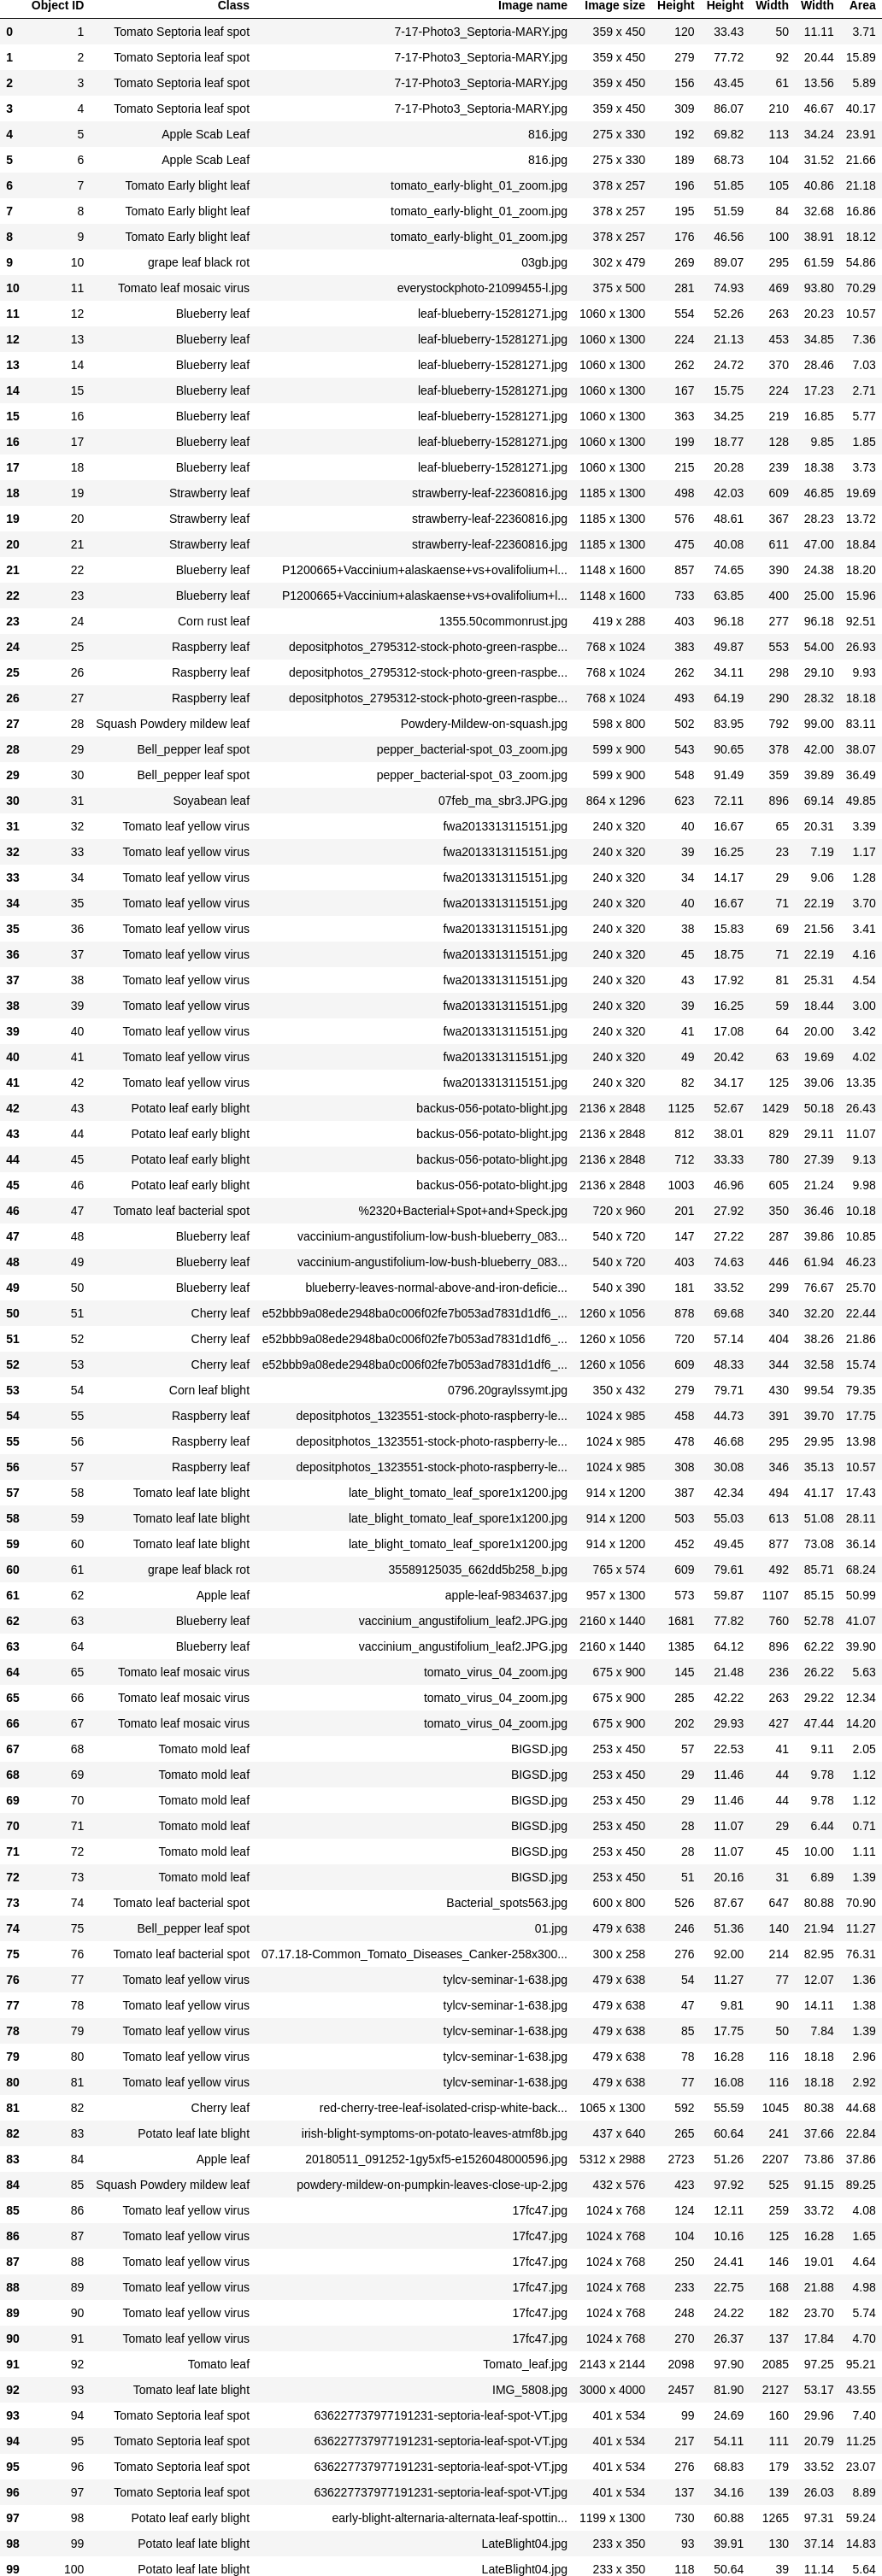 Object ID Class Image name Image size Height Height Width Width Area
0 1 Tomato Septoria leaf spot 7-17-Photo3_Septoria-MARY.jpg 359 x 450 120 33.43 50 11.11 3.71
1 2 Tomato Septoria leaf spot 7-17-Photo3_Septoria-MARY.jpg 359 x 450 279 77.72 92 20.44 15.89
2 3 Tomato Septoria leaf spot 7-17-Photo3_Septoria-MARY.jpg 359 x 450 156 43.45 61 13.56 5.89
3 4 Tomato Septoria leaf spot 7-17-Photo3_Septoria-MARY.jpg 359 x 450 309 86.07 210 46.67 40.17
4 5 Apple Scab Leaf 816.jpg 275 x 330 192 69.82 113 34.24 23.91
5 6 Apple Scab Leaf 816.jpg 275 x 330 189 68.73 104 31.52 21.66
6 7 Tomato Early blight leaf tomato_early-blight_01_zoom.jpg 378 x 257 196 51.85 105 40.86 21.18
7 8 Tomato Early blight leaf tomato_early-blight_01_zoom.jpg 378 x 257 195 51.59 84 32.68 16.86
8 9 Tomato Early blight leaf tomato_early-blight_01_zoom.jpg 378 x 257 176 46.56 100 38.91 18.12
9 10 grape leaf black rot 03gb.jpg 302 x 479 269 89.07 295 61.59 54.86
10 11 Tomato leaf mosaic virus everystockphoto-21099455-l.jpg 375 x 500 281 74.93 469 93.80 70.29
11 12 Blueberry leaf leaf-blueberry-15281271.jpg 1060 x 1300 554 52.26 263 20.23 10.57
12 13 Blueberry leaf leaf-blueberry-15281271.jpg 1060 x 1300 224 21.13 453 34.85 7.36
13 14 Blueberry leaf leaf-blueberry-15281271.jpg 1060 x 1300 262 24.72 370 28.46 7.03
14 15 Blueberry leaf leaf-blueberry-15281271.jpg 1060 x 1300 167 15.75 224 17.23 2.71
15 16 Blueberry leaf leaf-blueberry-15281271.jpg 1060 x 1300 363 34.25 219 16.85 5.77
16 17 Blueberry leaf leaf-blueberry-15281271.jpg 1060 x 1300 199 18.77 128 9.85 1.85
17 18 Blueberry leaf leaf-blueberry-15281271.jpg 1060 x 1300 215 20.28 239 18.38 3.73
18 19 Strawberry leaf strawberry-leaf-22360816.jpg 1185 x 1300 498 42.03 609 46.85 19.69
19 20 Strawberry leaf strawberry-leaf-22360816.jpg 1185 x 1300 576 48.61 367 28.23 13.72
20 21 Strawberry leaf strawberry-leaf-22360816.jpg 1185 x 1300 475 40.08 611 47.00 18.84
21 22 Blueberry leaf P1200665+Vaccinium+alaskaense+vs+ovalifolium+l... 1148 x 1600 857 74.65 390 24.38 18.20
22 23 Blueberry leaf P1200665+Vaccinium+alaskaense+vs+ovalifolium+l... 1148 x 1600 733 63.85 400 25.00 15.96
23 24 Corn rust leaf 1355.50commonrust.jpg 419 x 288 403 96.18 277 96.18 92.51
24 25 Raspberry leaf depositphotos_2795312-stock-photo-green-raspbe... 768 x 1024 383 49.87 553 54.00 26.93
25 26 Raspberry leaf depositphotos_2795312-stock-photo-green-raspbe... 768 x 1024 262 34.11 298 29.10 9.93
26 27 Raspberry leaf depositphotos_2795312-stock-photo-green-raspbe... 768 x 1024 493 64.19 290 28.32 18.18
27 28 Squash Powdery mildew leaf Powdery-Mildew-on-squash.jpg 598 x 800 502 83.95 792 99.00 83.11
28 29 Bell_pepper leaf spot pepper_bacterial-spot_03_zoom.jpg 599 x 900 543 90.65 378 42.00 38.07
29 30 Bell_pepper leaf spot pepper_bacterial-spot_03_zoom.jpg 599 x 900 548 91.49 359 39.89 36.49
30 31 Soyabean leaf 07feb_ma_sbr3.JPG.jpg 864 x 1296 623 72.11 896 69.14 49.85
31 32 Tomato leaf yellow virus fwa2013313115151.jpg 240 x 320 40 16.67 65 20.31 3.39
32 33 Tomato leaf yellow virus fwa2013313115151.jpg 240 x 320 39 16.25 23 7.19 1.17
33 34 Tomato leaf yellow virus fwa2013313115151.jpg 240 x 320 34 14.17 29 9.06 1.28
34 35 Tomato leaf yellow virus fwa2013313115151.jpg 240 x 320 40 16.67 71 22.19 3.70
35 36 Tomato leaf yellow virus fwa2013313115151.jpg 240 x 320 38 15.83 69 21.56 3.41
36 37 Tomato leaf yellow virus fwa2013313115151.jpg 240 x 320 45 18.75 71 22.19 4.16
37 38 Tomato leaf yellow virus fwa2013313115151.jpg 240 x 320 43 17.92 81 25.31 4.54
38 39 Tomato leaf yellow virus fwa2013313115151.jpg 240 x 320 39 16.25 59 18.44 3.00
39 40 Tomato leaf yellow virus fwa2013313115151.jpg 240 x 320 41 17.08 64 20.00 3.42
40 41 Tomato leaf yellow virus fwa2013313115151.jpg 240 x 320 49 20.42 63 19.69 4.02
41 42 Tomato leaf yellow virus fwa2013313115151.jpg 240 x 320 82 34.17 125 39.06 13.35
42 43 Potato leaf early blight backus-056-potato-blight.jpg 2136 x 2848 1125 52.67 1429 50.18 26.43
43 44 Potato leaf early blight backus-056-potato-blight.jpg 2136 x 2848 812 38.01 829 29.11 11.07
44 45 Potato leaf early blight backus-056-potato-blight.jpg 2136 x 2848 712 33.33 780 27.39 9.13
45 46 Potato leaf early blight backus-056-potato-blight.jpg 2136 x 2848 1003 46.96 605 21.24 9.98
46 47 Tomato leaf bacterial spot %2320+Bacterial+Spot+and+Speck.jpg 720 x 960 201 27.92 350 36.46 10.18
47 48 Blueberry leaf vaccinium-angustifolium-low-bush-blueberry_083... 540 x 720 147 27.22 287 39.86 10.85
48 49 Blueberry leaf vaccinium-angustifolium-low-bush-blueberry_083... 540 x 720 403 74.63 446 61.94 46.23
49 50 Blueberry leaf blueberry-leaves-normal-above-and-iron-deficie... 540 x 390 181 33.52 299 76.67 25.70
50 51 Cherry leaf e52bbb9a08ede2948ba0c006f02fe7b053ad7831d1df6_... 1260 x 1056 878 69.68 340 32.20 22.44
51 52 Cherry leaf e52bbb9a08ede2948ba0c006f02fe7b053ad7831d1df6_... 1260 x 1056 720 57.14 404 38.26 21.86
52 53 Cherry leaf e52bbb9a08ede2948ba0c006f02fe7b053ad7831d1df6_... 1260 x 1056 609 48.33 344 32.58 15.74
53 54 Corn leaf blight 0796.20graylssymt.jpg 350 x 432 279 79.71 430 99.54 79.35
54 55 Raspberry leaf depositphotos_1323551-stock-photo-raspberry-le... 1024 x 985 458 44.73 391 39.70 17.75
55 56 Raspberry leaf depositphotos_1323551-stock-photo-raspberry-le... 1024 x 985 478 46.68 295 29.95 13.98
56 57 Raspberry leaf depositphotos_1323551-stock-photo-raspberry-le... 1024 x 985 308 30.08 346 35.13 10.57
57 58 Tomato leaf late blight late_blight_tomato_leaf_spore1x1200.jpg 914 x 1200 387 42.34 494 41.17 17.43
58 59 Tomato leaf late blight late_blight_tomato_leaf_spore1x1200.jpg 914 x 1200 503 55.03 613 51.08 28.11
59 60 Tomato leaf late blight late_blight_tomato_leaf_spore1x1200.jpg 914 x 1200 452 49.45 877 73.08 36.14
60 61 grape leaf black rot 35589125035_662dd5b258_b.jpg 765 x 574 609 79.61 492 85.71 68.24
61 62 Apple leaf apple-leaf-9834637.jpg 957 x 1300 573 59.87 1107 85.15 50.99
62 63 Blueberry leaf vaccinium_angustifolium_leaf2.JPG.jpg 2160 x 1440 1681 77.82 760 52.78 41.07
63 64 Blueberry leaf vaccinium_angustifolium_leaf2.JPG.jpg 2160 x 1440 1385 64.12 896 62.22 39.90
64 65 Tomato leaf mosaic virus tomato_virus_04_zoom.jpg 675 x 900 145 21.48 236 26.22 5.63
65 66 Tomato leaf mosaic virus tomato_virus_04_zoom.jpg 675 x 900 285 42.22 263 29.22 12.34
66 67 Tomato leaf mosaic virus tomato_virus_04_zoom.jpg 675 x 900 202 29.93 427 47.44 14.20
67 68 Tomato mold leaf BIGSD.jpg 253 x 450 57 22.53 41 9.11 2.05
68 69 Tomato mold leaf BIGSD.jpg 253 x 450 29 11.46 44 9.78 1.12
69 70 Tomato mold leaf BIGSD.jpg 253 x 450 29 11.46 44 9.78 1.12
70 71 Tomato mold leaf BIGSD.jpg 253 x 450 28 11.07 29 6.44 0.71
71 72 Tomato mold leaf BIGSD.jpg 253 x 450 28 11.07 45 10.00 1.11
72 73 Tomato mold leaf BIGSD.jpg 253 x 450 51 20.16 31 6.89 1.39
73 74 Tomato leaf bacterial spot Bacterial_spots563.jpg 600 x 800 526 87.67 647 80.88 70.90
74 75 Bell_pepper leaf spot 01.jpg 479 x 638 246 51.36 140 21.94 11.27
75 76 Tomato leaf bacterial spot 07.17.18-Common_Tomato_Diseases_Canker-258x300... 300 x 258 276 92.00 214 82.95 76.31
76 77 Tomato leaf yellow virus tylcv-seminar-1-638.jpg 479 x 638 54 11.27 77 12.07 1.36
77 78 Tomato leaf yellow virus tylcv-seminar-1-638.jpg 479 x 638 47 9.81 90 14.11 1.38
78 79 Tomato leaf yellow virus tylcv-seminar-1-638.jpg 479 x 638 85 17.75 50 7.84 1.39
79 80 Tomato leaf yellow virus tylcv-seminar-1-638.jpg 479 x 638 78 16.28 116 18.18 2.96
80 81 Tomato leaf yellow virus tylcv-seminar-1-638.jpg 479 x 638 77 16.08 116 18.18 2.92
81 82 Cherry leaf red-cherry-tree-leaf-isolated-crisp-white-back... 1065 x 1300 592 55.59 1045 80.38 44.68
82 83 Potato leaf late blight irish-blight-symptoms-on-potato-leaves-atmf8b.jpg 437 x 640 265 60.64 241 37.66 22.84
83 84 Apple leaf 20180511_091252-1gy5xf5-e1526048000596.jpg 5312 x 2988 2723 51.26 2207 73.86 37.86
84 85 Squash Powdery mildew leaf powdery-mildew-on-pumpkin-leaves-close-up-2.jpg 432 x 576 423 97.92 525 91.15 89.25
85 86 Tomato leaf yellow virus 17fc47.jpg 1024 x 768 124 12.11 259 33.72 4.08
86 87 Tomato leaf yellow virus 17fc47.jpg 1024 x 768 104 10.16 125 16.28 1.65
87 88 Tomato leaf yellow virus 17fc47.jpg 1024 x 768 250 24.41 146 19.01 4.64
88 89 Tomato leaf yellow virus 17fc47.jpg 1024 x 768 233 22.75 168 21.88 4.98
89 90 Tomato leaf yellow virus 17fc47.jpg 1024 x 768 248 24.22 182 23.70 5.74
90 91 Tomato leaf yellow virus 17fc47.jpg 1024 x 768 270 26.37 137 17.84 4.70
91 92 Tomato leaf Tomato_leaf.jpg 2143 x 2144 2098 97.90 2085 97.25 95.21
92 93 Tomato leaf late blight IMG_5808.jpg 3000 x 4000 2457 81.90 2127 53.17 43.55
93 94 Tomato Septoria leaf spot 636227737977191231-septoria-leaf-spot-VT.jpg 401 x 534 99 24.69 160 29.96 7.40
94 95 Tomato Septoria leaf spot 636227737977191231-septoria-leaf-spot-VT.jpg 401 x 534 217 54.11 111 20.79 11.25
95 96 Tomato Septoria leaf spot 636227737977191231-septoria-leaf-spot-VT.jpg 401 x 534 276 68.83 179 33.52 23.07
96 97 Tomato Septoria leaf spot 636227737977191231-septoria-leaf-spot-VT.jpg 401 x 534 137 34.16 139 26.03 8.89
97 98 Potato leaf early blight early-blight-alternaria-alternata-leaf-spottin... 1199 x 1300 730 60.88 1265 97.31 59.24
98 99 Potato leaf late blight LateBlight04.jpg 233 x 350 93 39.91 130 37.14 14.83
99 100 Potato leaf late blight LateBlight04.jpg 233 x 350 118 50.64 39 11.14 5.64